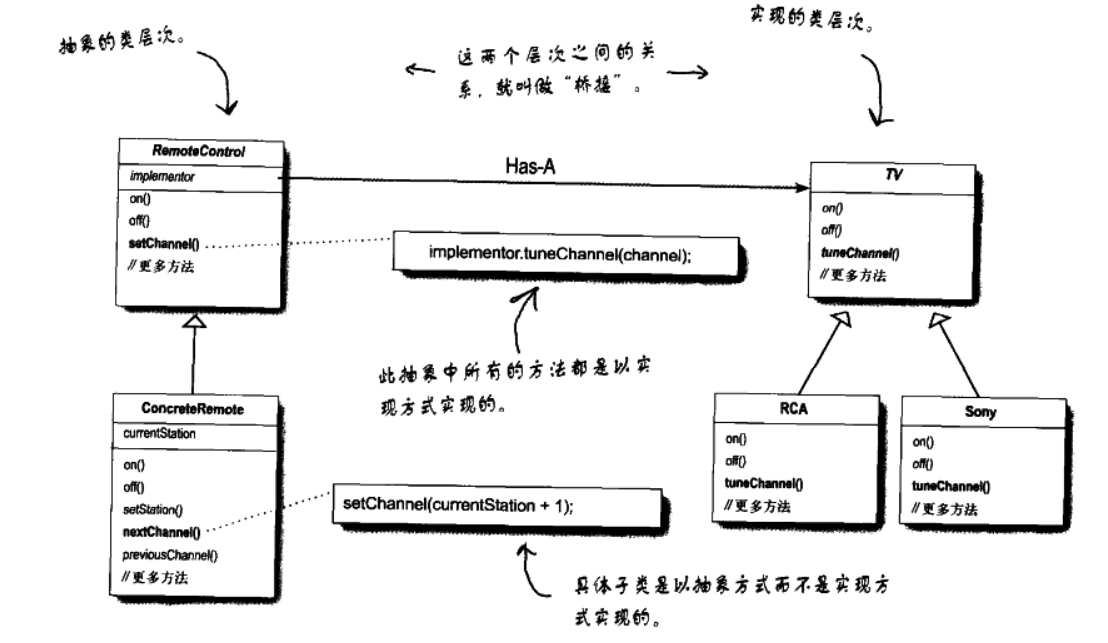 抽象的类层次。
这两个层次之间的关
系，就叫做“桥接”。
实现的类层次。
RemoteControl
implementor
on()
off()
setChannel()
//更多方法
Has-A
TV
on()
off()
tuneChannel()
//更多方法
implementor.tuneChannel(channel);
此抽象中所有的方法都是以实
现方式实现的。
ConcreteRemote
currentStation
on()
off()
setStation()
nextChannel()
previousChannel()
//更多方法
setChannel(currentStation + 1);
RCA
on()
off()
tuneChannel()
//更多方法
Sony
on()
off()
tuneChannel()
//更多方法
具体子类是以抽象方式而不是实现方
式实现的。